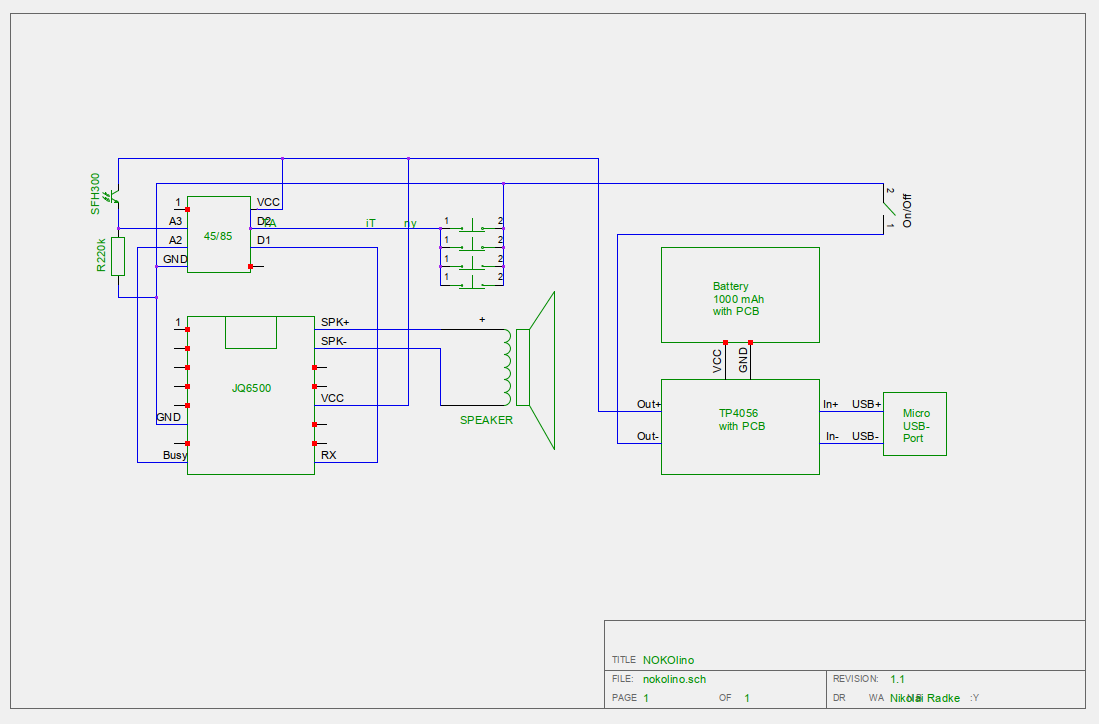 SFH300
R220k
1
A3
A2
GND
VCC
D2
D1
45/85
iT
ny
1 2
1 2
1 2
1 2
2
1
On/Off
1
GND
Busy
JQ6500
SPK+
SPK-
VCC
RX
+
SPEAKER
Battery
1000 mAh
with PCB
VCC
GND
Out+
Out-
TP4056
with PCB
In+
In-
USB+
USB-
Micro
USB-
Port
TITLE NOKOlino
FILE: nokolino.sch
REVISION: 1.1
PAGE 1 OF 1
DR WA Radke :Y